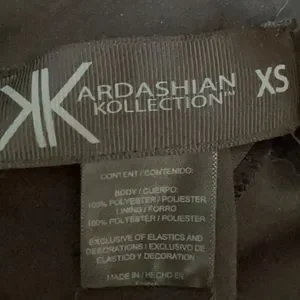 KARDASHIAN
KOLLECTION™
XS
CONTENT / CONTENIDO:
BODY / CUERPO:
100% POLYESTER / POLIESTER
LINING / FORRO
100% POLYESTER / POLIESTER
EXCLUSIVE OF ELASTICS AND
DECORATIONS / EXCLUSIVO DE
ELASTICO Y DECORATION
MADE IN / HECHO EN